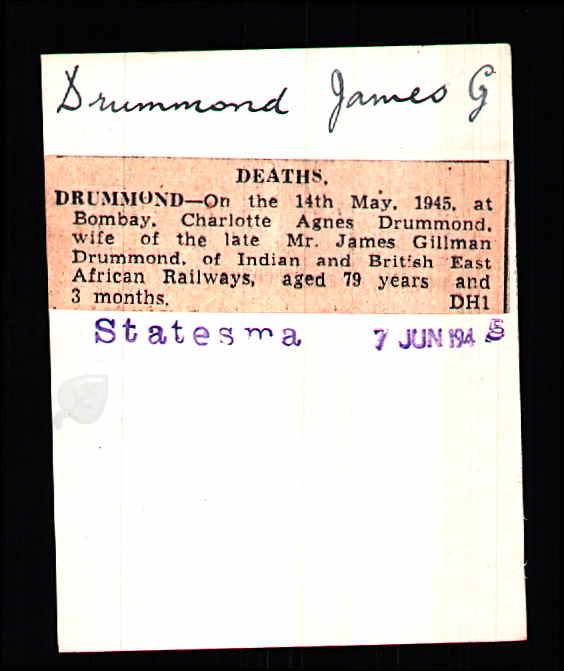 Drummond James G
DEATHS.
DRUMMOND—On the 14th May, 1945, at
Bombay, Charlotte Agnes Drummond,
wife of the late Mr. James Gillman
Drummond, of Indian and British East
African Railways, aged 79 years and
3 months. DH1
Statesma 7 JUN 1945